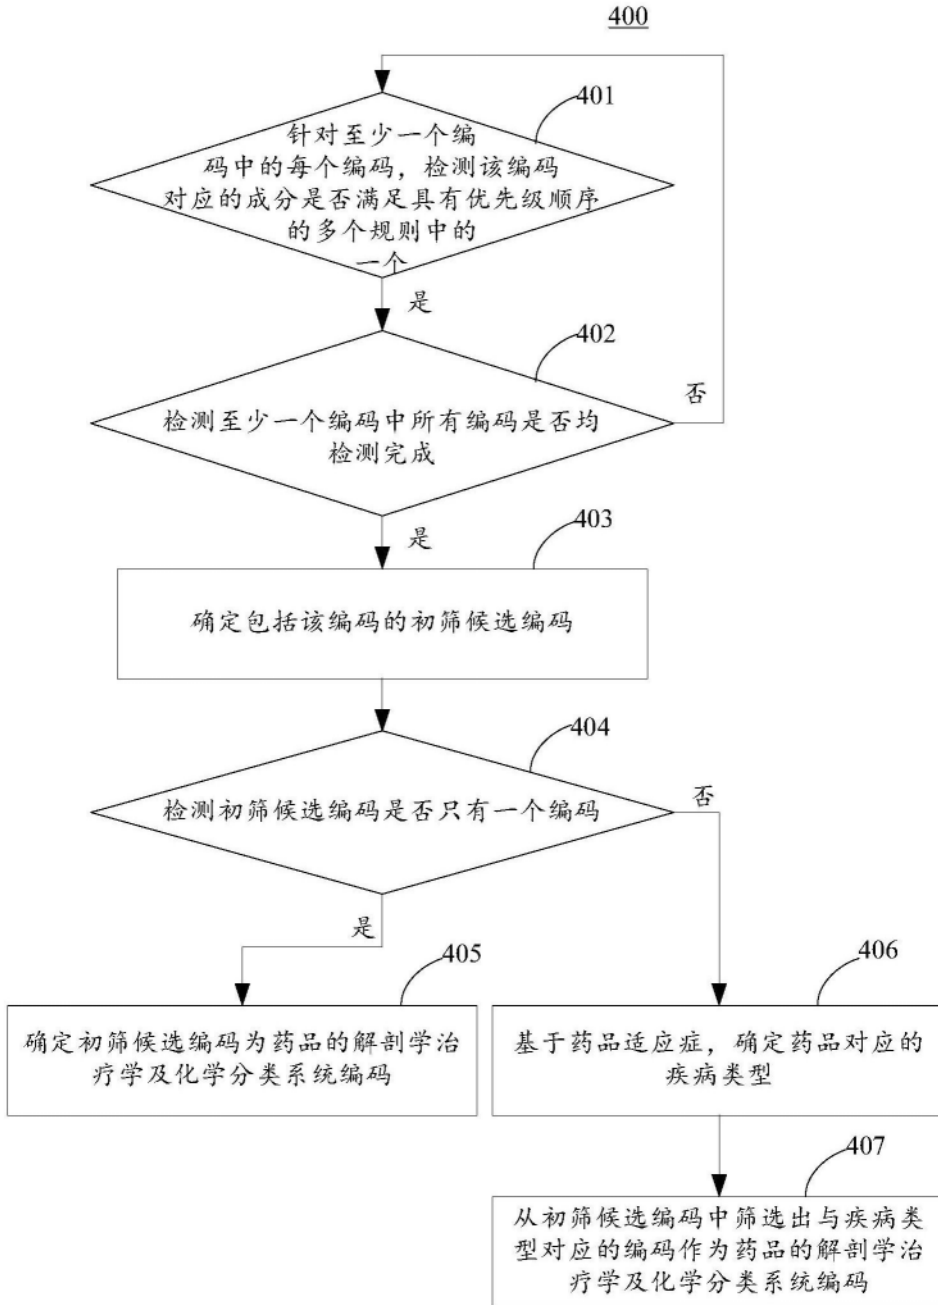 400
401
针对至少一个编
码中的每个编码，检测该编码
对应的成分是否满足具有优先级顺序
的多个规则中的
一个
是
402
否
检测至少一个编码中所有编码是否均
检测完成
是
403
确定包括该编码的初筛候选编码
404
检测初筛候选编码是否只有一个编码
否
是
405
确定初筛候选编码为药品的解剖学治
疗学及化学分类系统编码
406
基于药品适应症，确定药品对应的
疾病类型
407
从初筛候选编码中筛选出与疾病类
型对应的编码作为药品的解剖学治
疗学及化学分类系统编码